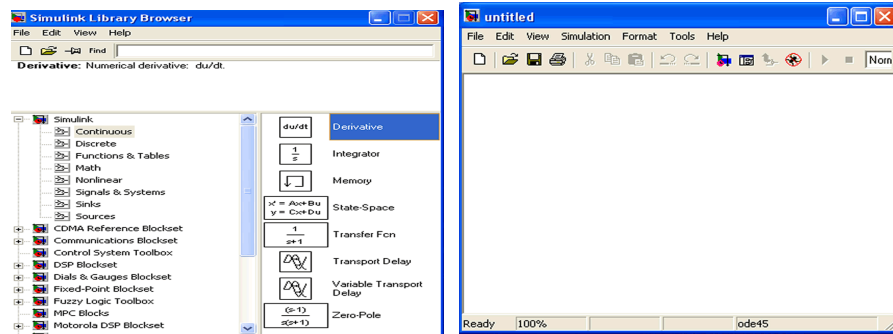 Simulink Library Browser
File Edit View Help
Find
Derivative: Numerical derivative: du/dt.
Simulink
Continuous
Discrete
Functions & Tables
Math
Nonlinear
Signals & Systems
Sinks
Sources
CDMA Reference Blockset
Communications Blockset
Control System Toolbox
DSP Blockset
Dials & Gauges Blockset
Fixed-Point Blockset
Fuzzy Logic Toolbox
MPC Blocks
Motorola DSP Blockset
du/dt Derivative
1
s
Integrator
Memory
x' = Ax+Bu
y = Cx+Du
State-Space
1
s+1
Transfer Fcn
Transport Delay
Variable Transport
Delay
(s-1)
s(s+1)
Zero-Pole
untitled
File Edit View Simulation Format Tools Help
Norn
Ready 100% ode45